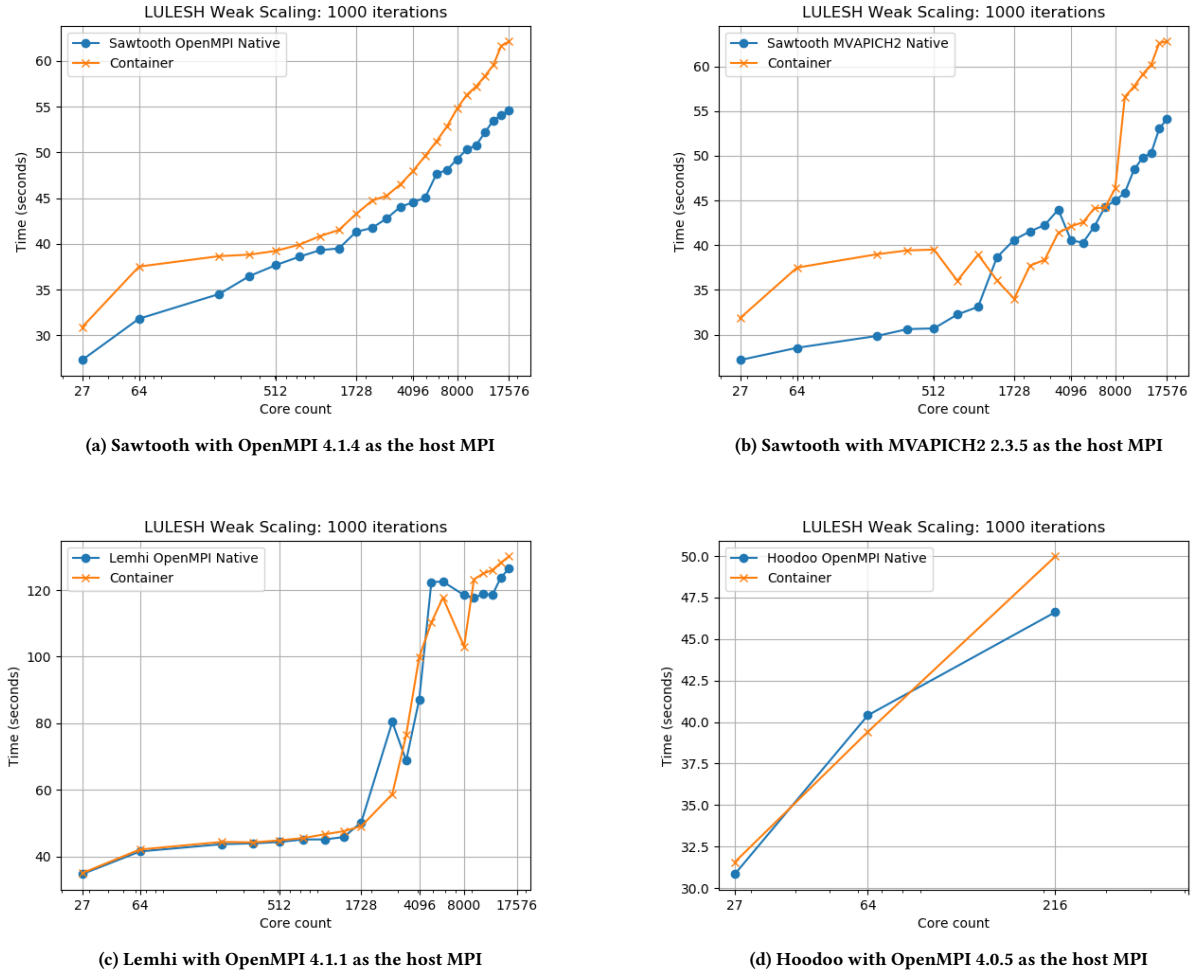 LULESH Weak Scaling: 1000 iterations
Sawtooth OpenMPI Native
Container
Time (seconds)
60
55
50
45
40
35
30
27
64
512
1728
4096
8000
17576
Core count
(a) Sawtooth with OpenMPI 4.1.4 as the host MPI
LULESH Weak Scaling: 1000 iterations
Sawtooth MVAPICH2 Native
Container
Time (seconds)
60
55
50
45
40
35
30
27
64
512
1728
4096
8000
17576
Core count
(b) Sawtooth with MVAPICH2 2.3.5 as the host MPI
LULESH Weak Scaling: 1000 iterations
Lemhi OpenMPI Native
Container
Time (seconds)
120
100
80
60
40
27
64
512
1728
4096
8000
17576
Core count
(c) Lemhi with OpenMPI 4.1.1 as the host MPI
LULESH Weak Scaling: 1000 iterations
Hoodoo OpenMPI Native
Container
Time (seconds)
50.0
47.5
45.0
42.5
40.0
37.5
35.0
32.5
30.0
27
64
216
Core count
(d) Hoodoo with OpenMPI 4.0.5 as the host MPI